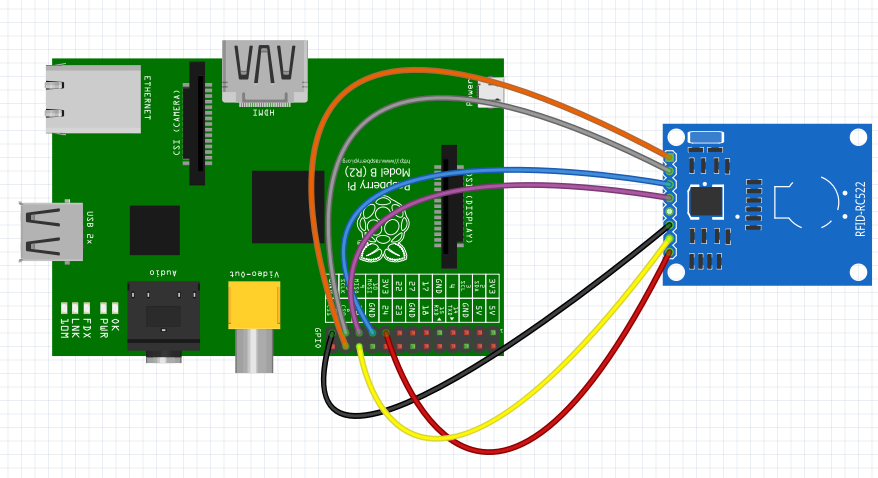 ETHERNET
CSI (CAMERA)
HDMI
Power
http://www.raspberrypi.org
Model B (R2)
Raspberry Pi
DSI (DISPLAY)
USB 2x
Audio
Video-Out
10M
LNK
FDX
PWR
OK
GPIO
3V3
25
22
27
17
GND
4
3V3
GND
24
23
GND
18
GND
5V
5V
RFID-RC522